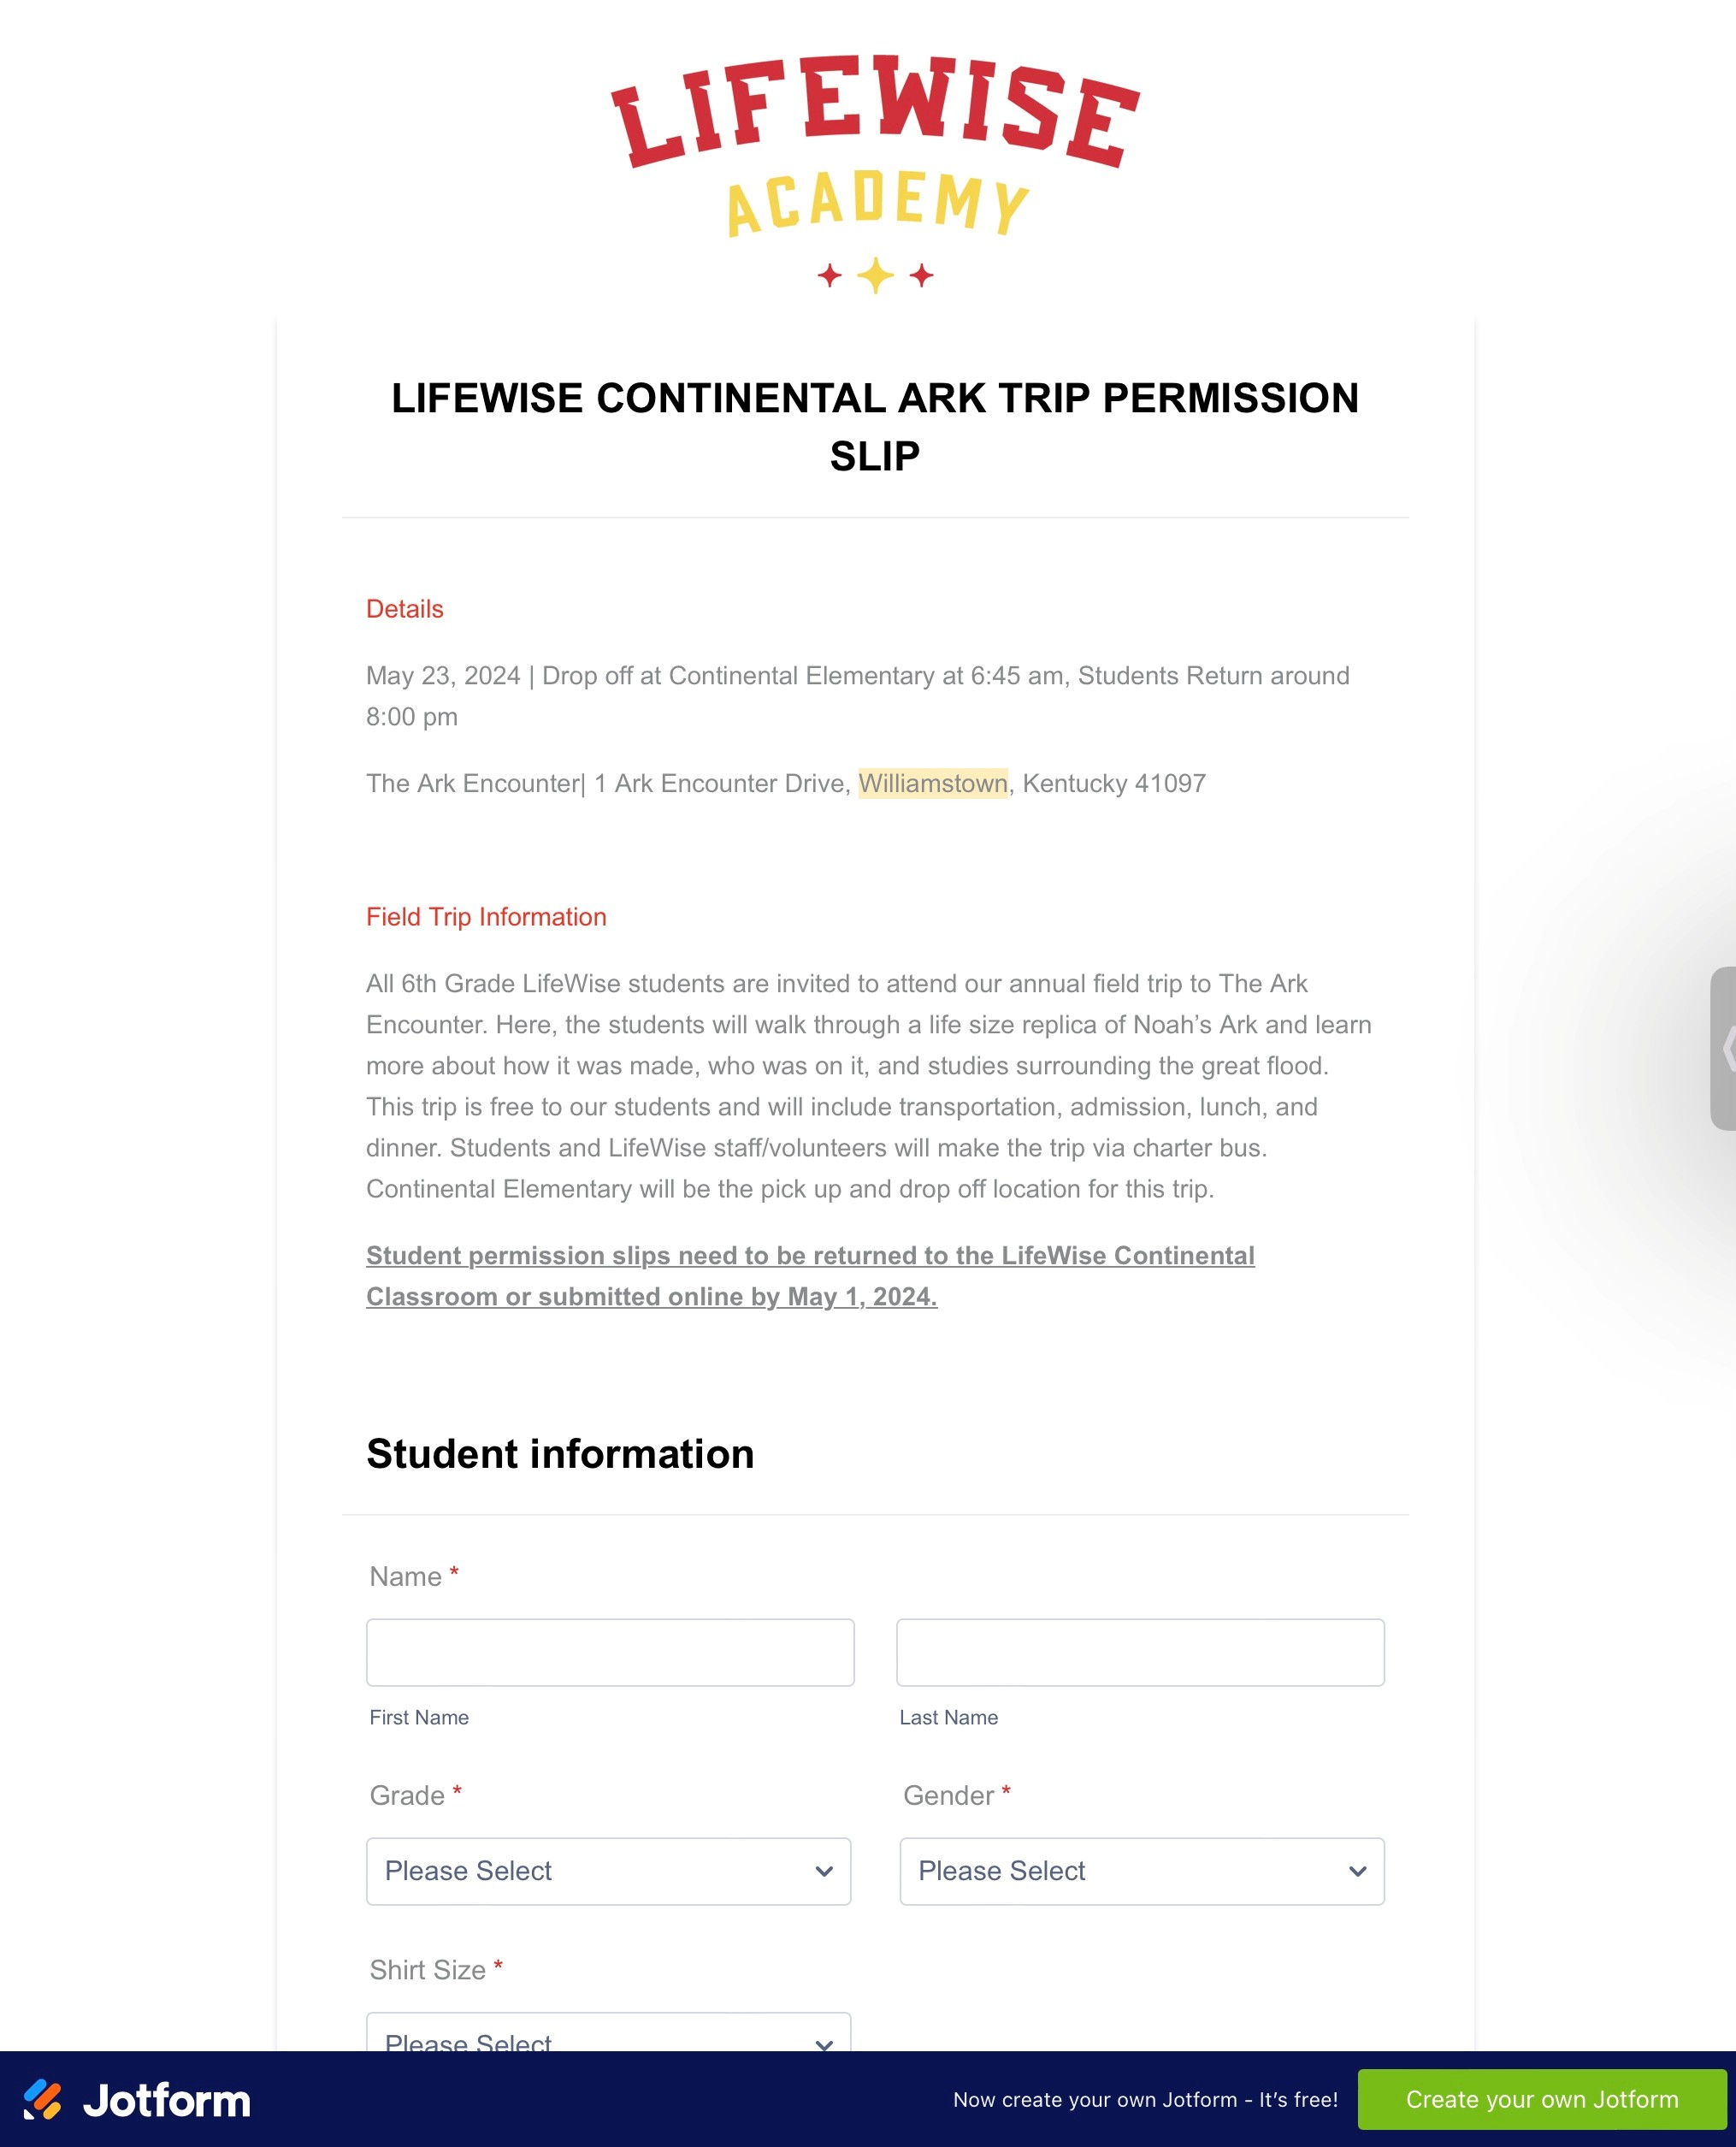 LIFEWISE
ACADEMY
LIFEWISE CONTINENTAL ARK TRIP PERMISSION
SLIP
Details
May 23, 2024 | Drop off at Continental Elementary at 6:45 am, Students Return around
8:00 pm
The Ark Encounter| 1 Ark Encounter Drive, Williamstown, Kentucky 41097
Field Trip Information
All 6th Grade LifeWise students are invited to attend our annual field trip to The Ark
Encounter. Here, the students will walk through a life size replica of Noah’s Ark and learn
more about how it was made, who was on it, and studies surrounding the great flood.
This trip is free to our students and will include transportation, admission, lunch, and
dinner. Students and LifeWise staff/volunteers will make the trip via charter bus.
Continental Elementary will be the pick up and drop off location for this trip.
Student permission slips need to be returned to the LifeWise Continental
Classroom or submitted online by May 1, 2024.
Student information
Name *
First Name Last Name
Grade * Gender *
Please Select Please Select
Shirt Size *
Please Select
Jotform Now create your own Jotform - It’s free! Create your own Jotform